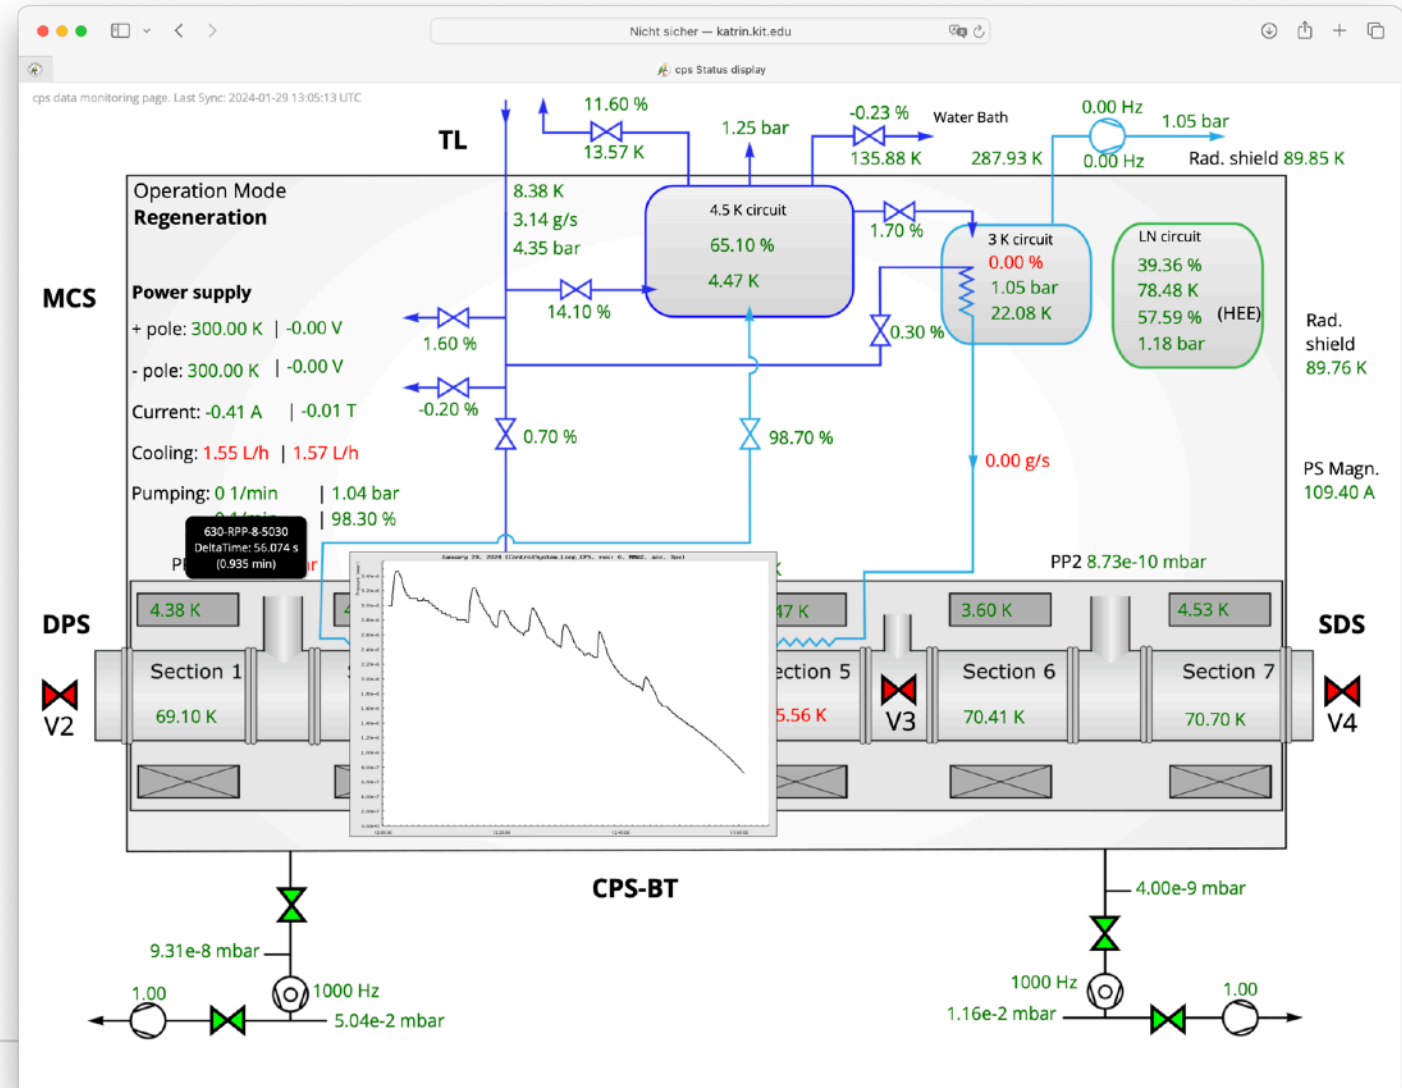 Nicht sicher — katrin.kit.edu
cps Status display
cps data monitoring page. Last Sync: 2024-01-29 13:05:13 UTC
TL
11.60 %
13.57 K
1.25 bar
-0.23 %
135.88 K
Water Bath
287.93 K
0.00 Hz
0.00 Hz
1.05 bar
Rad. shield 89.85 K
Operation Mode
Regeneration
8.38 K
3.14 g/s
4.35 bar
4.5 K circuit
65.10 %
4.47 K
1.70 %
3 K circuit
0.00 %
1.05 bar
22.08 K
LN circuit
39.36 %
78.48 K
57.59 % (HEE)
1.18 bar
MCS
Power supply
+ pole: 300.00 K | -0.00 V
- pole: 300.00 K | -0.00 V
Current: -0.41 A | -0.01 T
Cooling: 1.55 L/h | 1.57 L/h
Pumping: 0 1/min | 1.04 bar
| 98.30 %
14.10 %
1.60 %
-0.20 %
0.70 %
0.30 %
98.70 %
0.00 g/s
Rad.
shield
89.76 K
PS Magn.
109.40 A
630-RPP-8-5030
DeltaTime: 56.074 s
(0.935 min)
PP2 8.73e-10 mbar
DPS
4.38 K
47 K
3.60 K
4.53 K
SDS
Section 1
ection 5
Section 6
Section 7
69.10 K
5.56 K
70.41 K
70.70 K
V2
V3
V4
CPS-BT
9.31e-8 mbar
1.00
1000 Hz
5.04e-2 mbar
4.00e-9 mbar
1000 Hz
1.00
1.16e-2 mbar